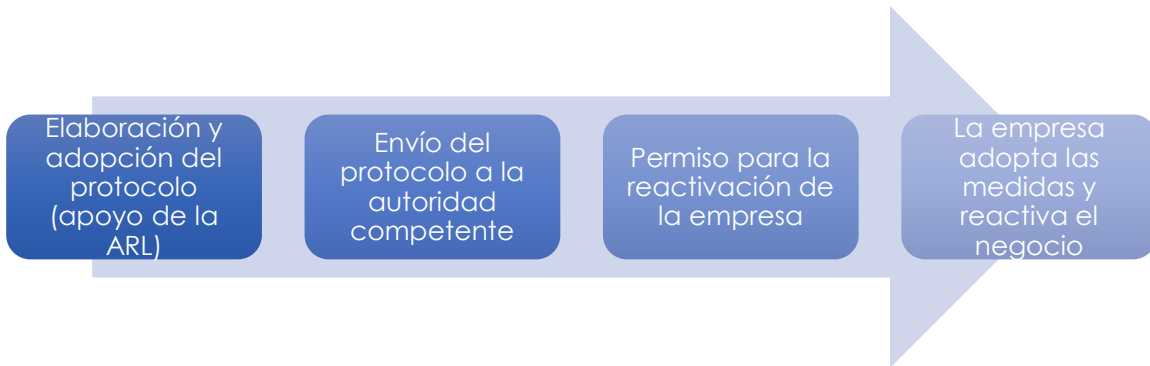 Elaboración y
adopción del
protocolo
(apoyo de la
ARL)
Envío del
protocolo a la
autoridad
competente
Permiso para la
reactivación de
la empresa
La empresa
adopta las
medidas y
reactiva el
negocio